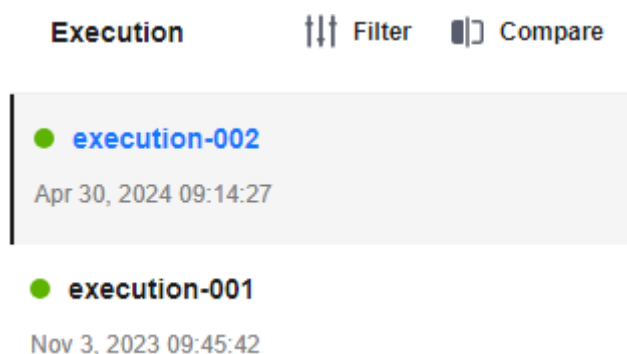 Execution Filter Compare
execution-002
Apr 30, 2024 09:14:27
execution-001
Nov 3, 2023 09:45:42